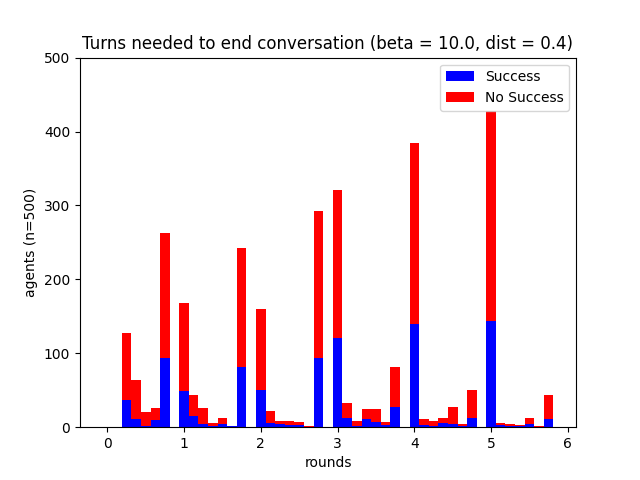 Turns needed to end conversation (beta = 10.0, dist = 0.4)
Success
No Success
500
400
300
200
100
0
agents (n=500)
0 1 2 3 4 5 6
rounds